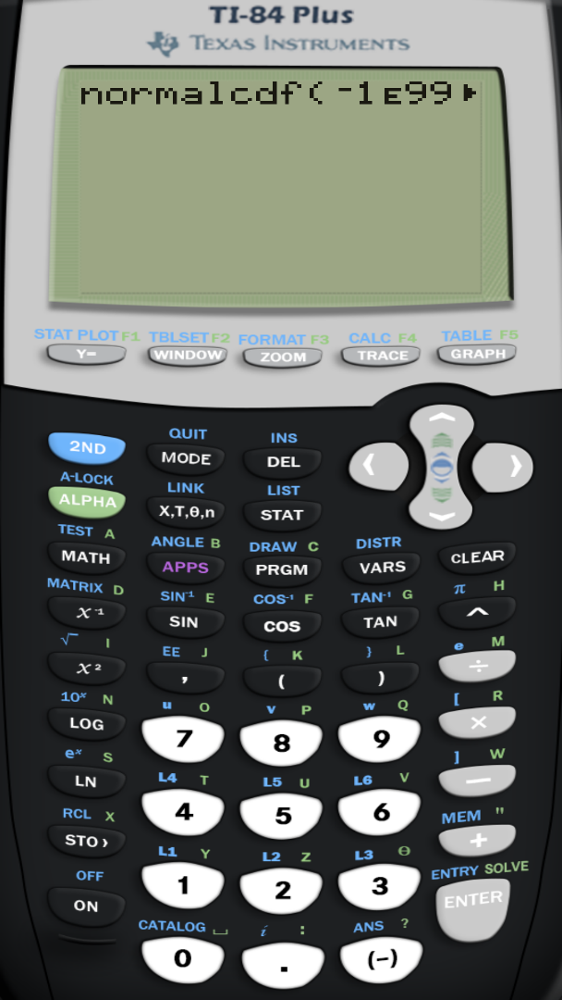 TI-84 Plus
TEXAS INSTRUMENTS
normalcdf(-1E99
STAT PLOT F1 TBLSET F2 FORMAT F3 CALC F4 TABLE F5
Y= WINDOW ZOOM TRACE GRAPH
QUIT INS
2ND MODE DEL
A-LOCK LINK LIST
ALPHA X,T,θ,n STAT
TEST A ANGLE B DRAW C DISTR
MATH APPS PRGM VARS CLEAR
MATRIX D SIN⁻¹ E COS⁻¹ F TAN⁻¹ G π H
x⁻¹ SIN COS TAN ^
√ I EE J { K } L e M
x² , ( ) ÷
10ˣ N u O v P w Q [ R
LOG 7 8 9 ×
eˣ S L4 T L5 U L6 V ] W
LN 4 5 6 −
RCL X L1 Y L2 Z L3 θ MEM "
STO› 1 2 3 +
OFF CATALOG ⎵ i : ANS ? ENTRY SOLVE
ON 0 . (−) ENTER